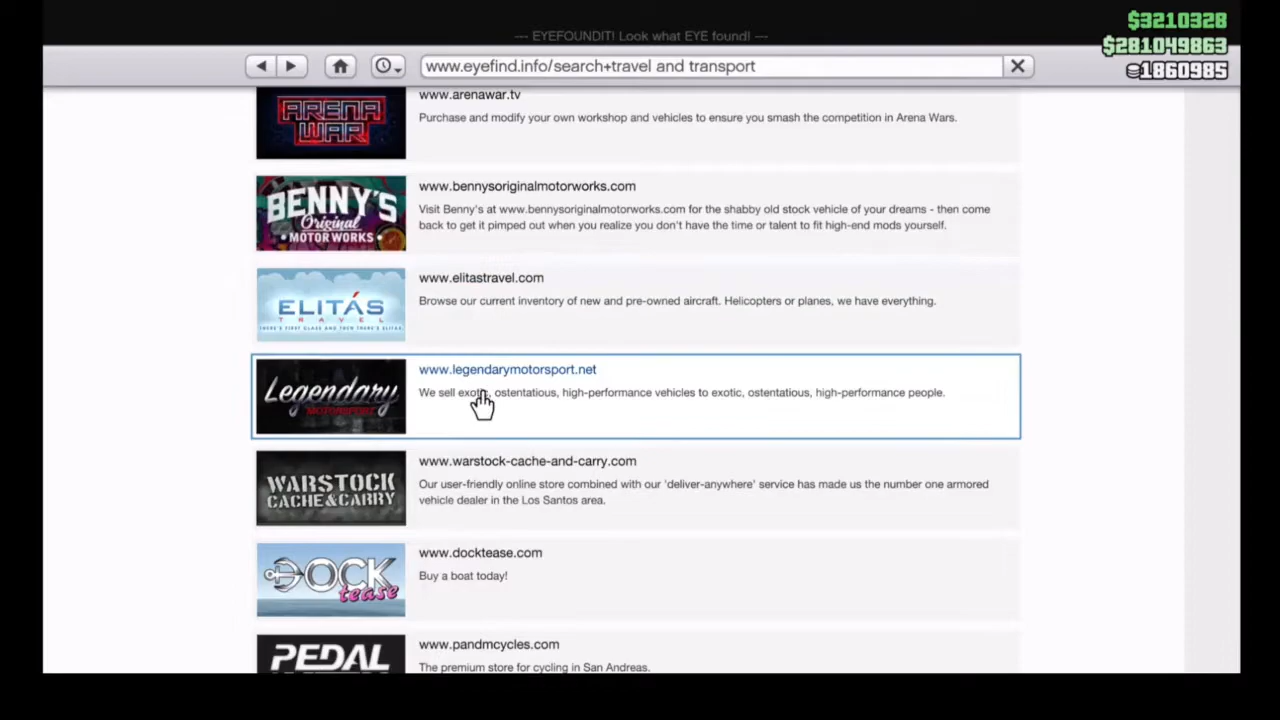 $3210328
--- EYEFOUNDIT! Look what EYE found! ---
$281049863
www.eyefind.info/search+travel and transport
1860985
ARENA
WAR
www.arenawar.tv
Purchase and modify your own workshop and vehicles to ensure you smash the competition in Arena Wars.
BENNY'S
Original
MOTOR WORKS
www.bennysoriginalmotorworks.com
Visit Benny's at www.bennysoriginalmotorworks.com for the shabby old stock vehicle of your dreams - then come
back to get it pimped out when you realize you don't have the time or talent to fit high-end mods yourself.
ELITÁS
TRAVEL
THERE'S FIRST CLASS AND THEN THERE'S ELITÁS
www.elitastravel.com
Browse our current inventory of new and pre-owned aircraft. Helicopters or planes, we have everything.
Legendary
MOTORSPORT
www.legendarymotorsport.net
We sell exotic, ostentatious, high-performance vehicles to exotic, ostentatious, high-performance people.
WARSTOCK
CACHE&CARRY
www.warstock-cache-and-carry.com
Our user-friendly online store combined with our 'deliver-anywhere' service has made us the number one armored
vehicle dealer in the Los Santos area.
DOCK
tease
www.docktease.com
Buy a boat today!
PEDAL
www.pandmcycles.com
The premium store for cycling in San Andreas.